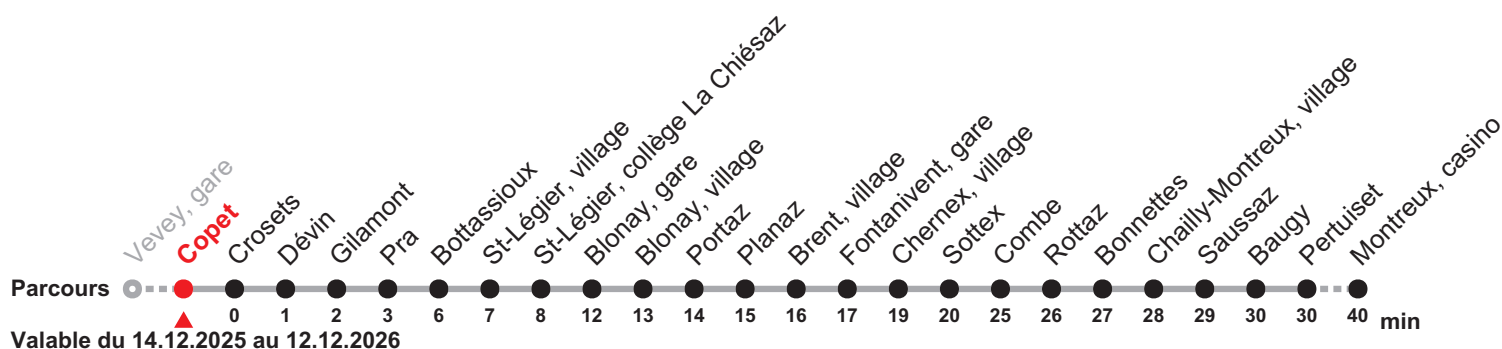 Vevey, gare
Copet
Crosets
Dévin
Gilamont
Pra
Bottassioux
St-Légier, village
St-Légier, collège La Chiésaz
Blonay, gare
Blonay, village
Portaz
Planaz
Brent, village
Fontanivent, gare
Chernex, village
Sottex
Combe
Rottaz
Bonnettes
Chailly-Montreux, village
Saussaz
Baugy
Pertuiset
Montreux, casino
Parcours
0 1 2 3 6 7 8 12 13 14 15 16 17 19 20 25 26 27 28 29 30 30 40 min
Valable du 14.12.2025 au 12.12.2026